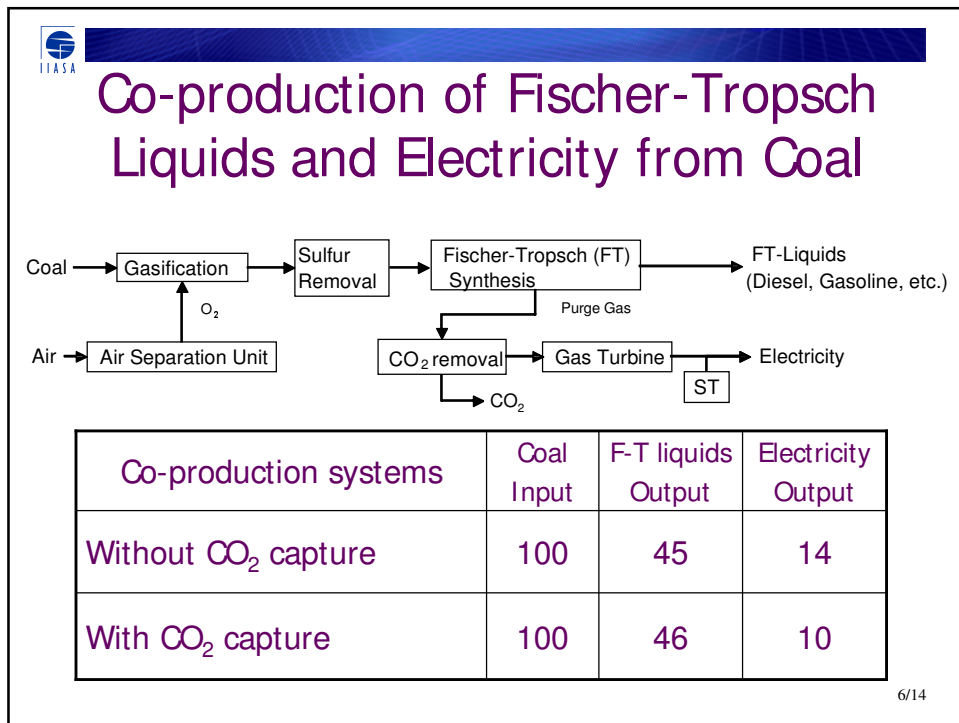 IIASA
Co-production of Fischer-Tropsch
Liquids and Electricity from Coal
Coal
Gasification
Sulfur
Removal
Fischer-Tropsch (FT)
Synthesis
FT-Liquids
(Diesel, Gasoline, etc.)
O₂
Purge Gas
Air
Air Separation Unit
CO₂ removal
Gas Turbine
Electricity
ST
CO₂
Co-production systems
Coal
Input
F-T liquids
Output
Electricity
Output
Without CO₂ capture 100 45 14
With CO₂ capture 100 46 10
6/14